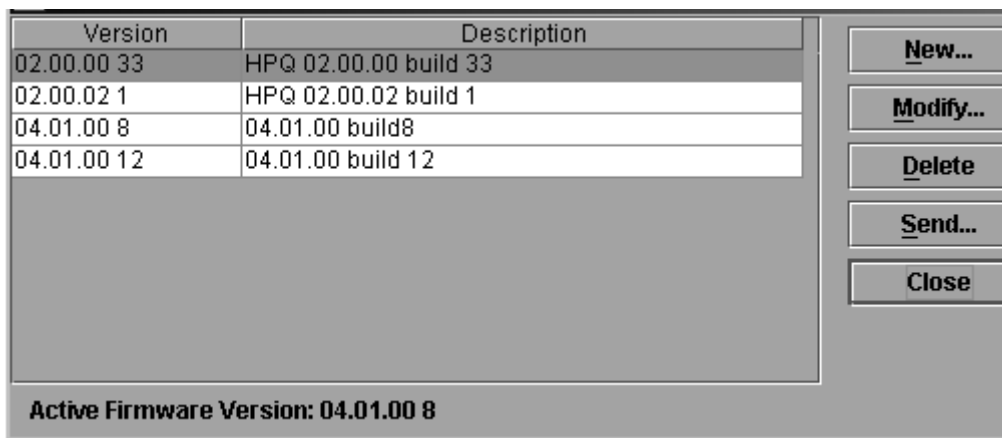 Version Description
02.00.00 33 HPQ 02.00.00 build 33
02.00.02 1 HPQ 02.00.02 build 1
04.01.00 8 04.01.00 build8
04.01.00 12 04.01.00 build 12
New...
Modify...
Delete
Send...
Close
Active Firmware Version: 04.01.00 8